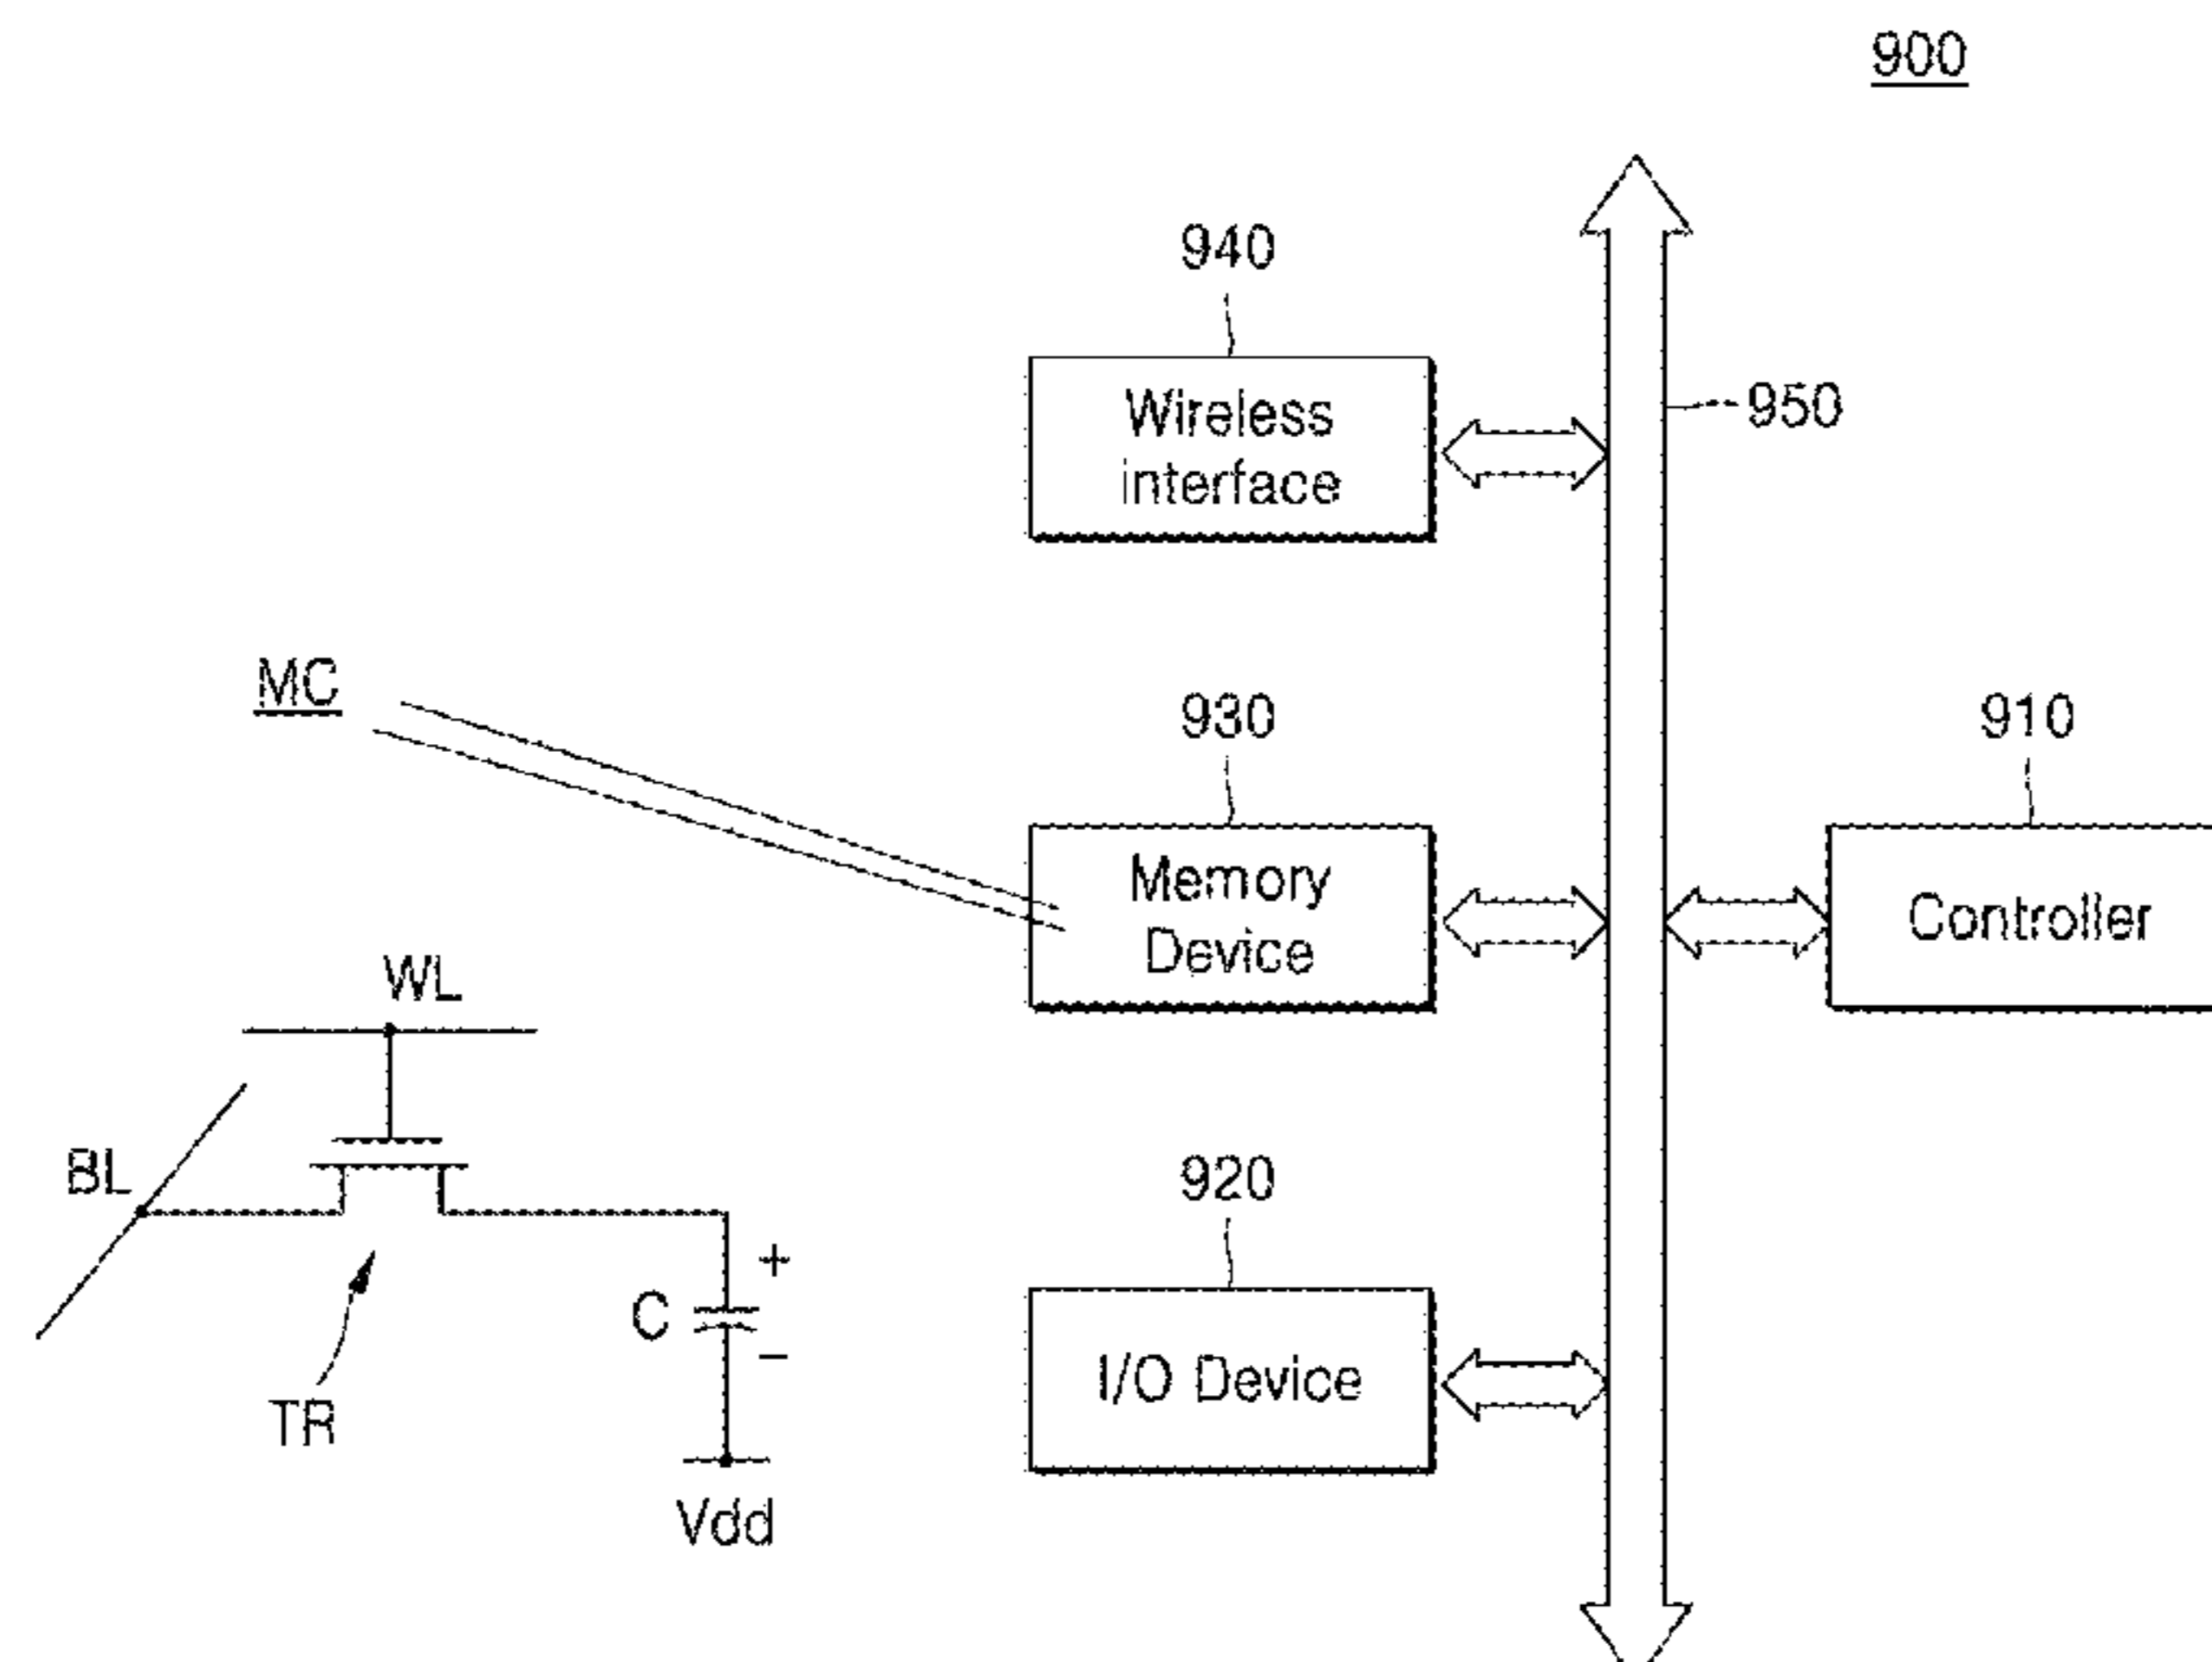 900
940
Wireless
interface
950
MC
930
910
Memory
Device
Controller
WL
BL
920
+
C
−
I/O Device
TR
Vdd